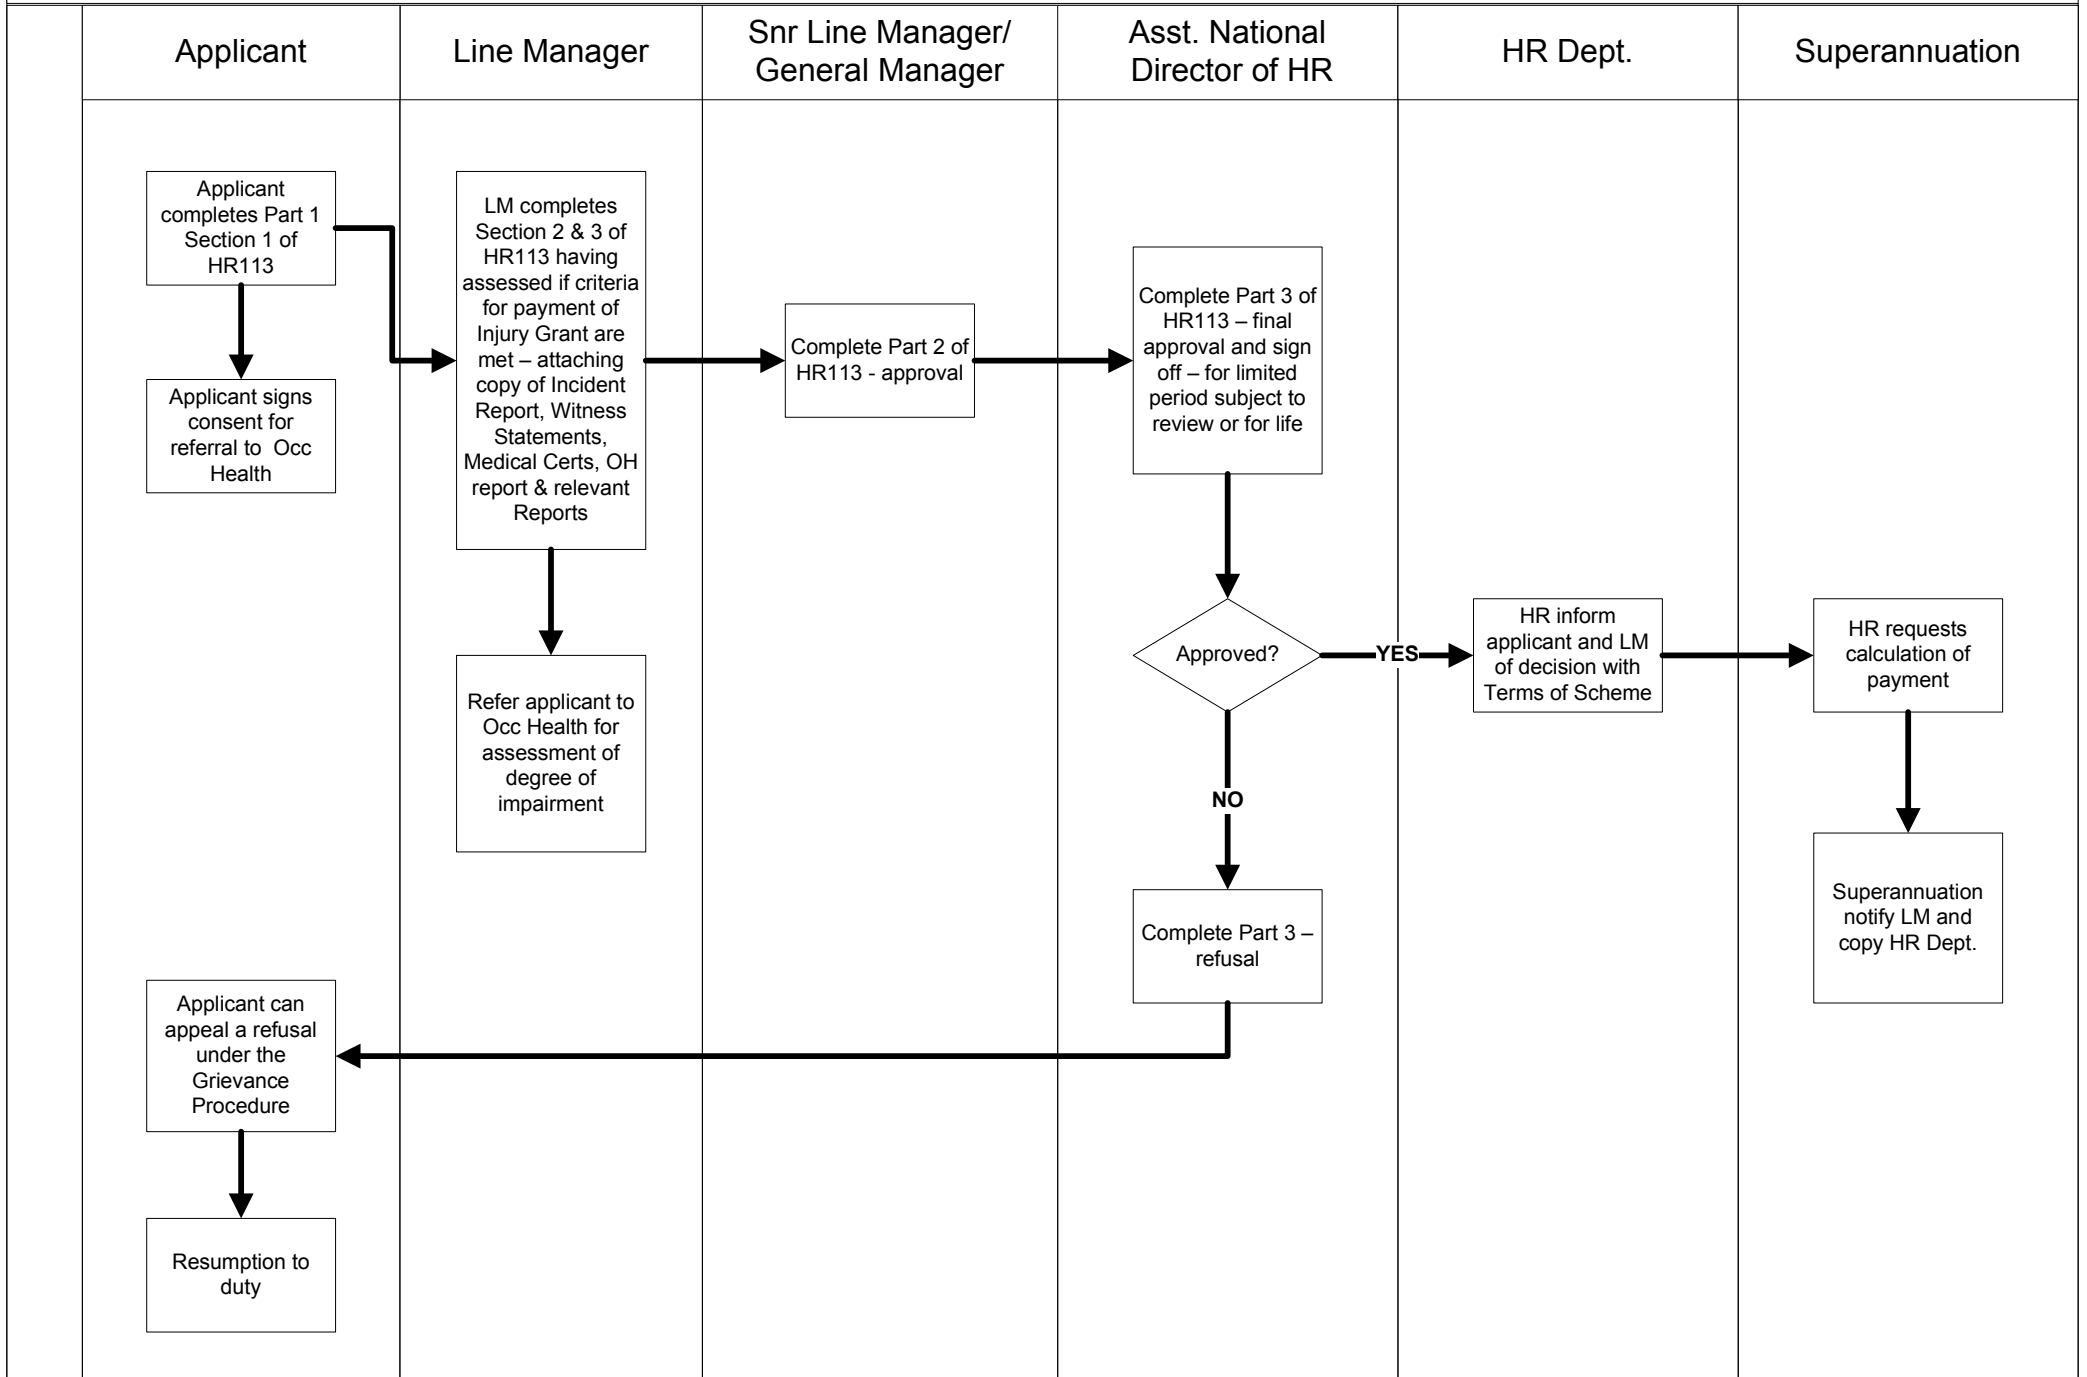 Applicant
Line Manager
Snr Line Manager/
General Manager
Asst. National
Director of HR
HR Dept.
Superannuation
Applicant
completes Part 1
Section 1 of
HR113
Applicant signs
consent for
referral to Occ
Health
LM completes
Section 2 & 3 of
HR113 having
assessed if criteria
for payment of
Injury Grant are
met – attaching
copy of Incident
Report, Witness
Statements,
Medical Certs, OH
report & relevant
Reports
Refer applicant to
Occ Health for
assessment of
degree of
impairment
Complete Part 2 of
HR113 - approval
Complete Part 3 of
HR113 – final
approval and sign
off – for limited
period subject to
review or for life
Approved?
YES
NO
HR inform
applicant and LM
of decision with
Terms of Scheme
HR requests
calculation of
payment
Superannuation
notify LM and
copy HR Dept.
Complete Part 3 –
refusal
Applicant can
appeal a refusal
under the
Grievance
Procedure
Resumption to
duty